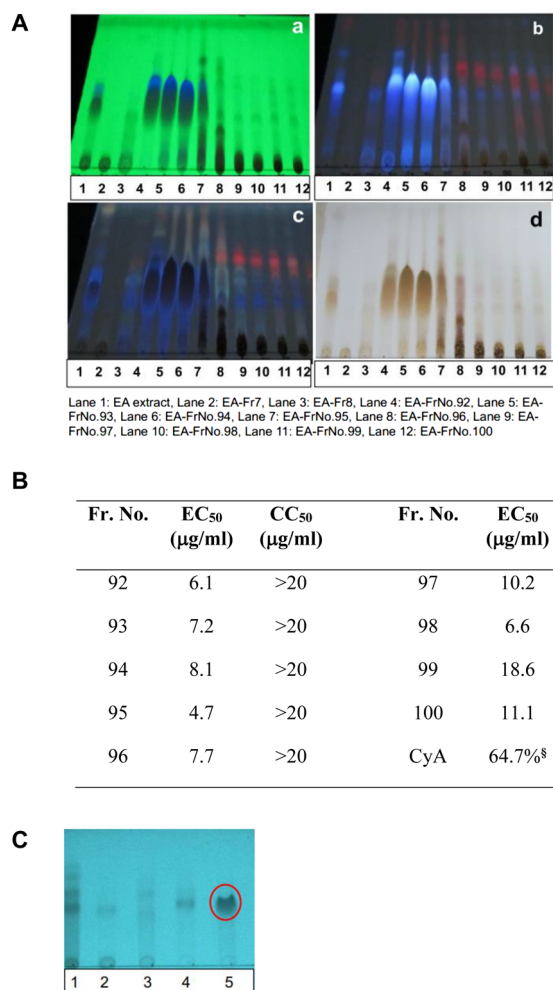 A
a
b
1 2 3 4 5 6 7 8 9 10 11 12
1 2 3 4 5 6 7 8 9 10 11 12
c
d
1 2 3 4 5 6 7 8 9 10 11 12
1 2 3 4 5 6 7 8 9 10 11 12
Lane 1: EA extract, Lane 2: EA-Fr7, Lane 3: EA-Fr8, Lane 4: EA-FrNo.92, Lane 5: EA-
FrNo.93, Lane 6: EA-FrNo.94, Lane 7: EA-FrNo.95, Lane 8: EA-FrNo.96, Lane 9: EA-
FrNo.97, Lane 10: EA-FrNo.98, Lane 11: EA-FrNo.99, Lane 12: EA-FrNo.100
B
Fr. No. EC₅₀ (μg/ml) CC₅₀ (μg/ml) Fr. No. EC₅₀ (μg/ml)
92 6.1 >20 97 10.2
93 7.2 >20 98 6.6
94 8.1 >20 99 18.6
95 4.7 >20 100 11.1
96 7.7 >20 CyA 64.7%§
C
1 2 3 4 5